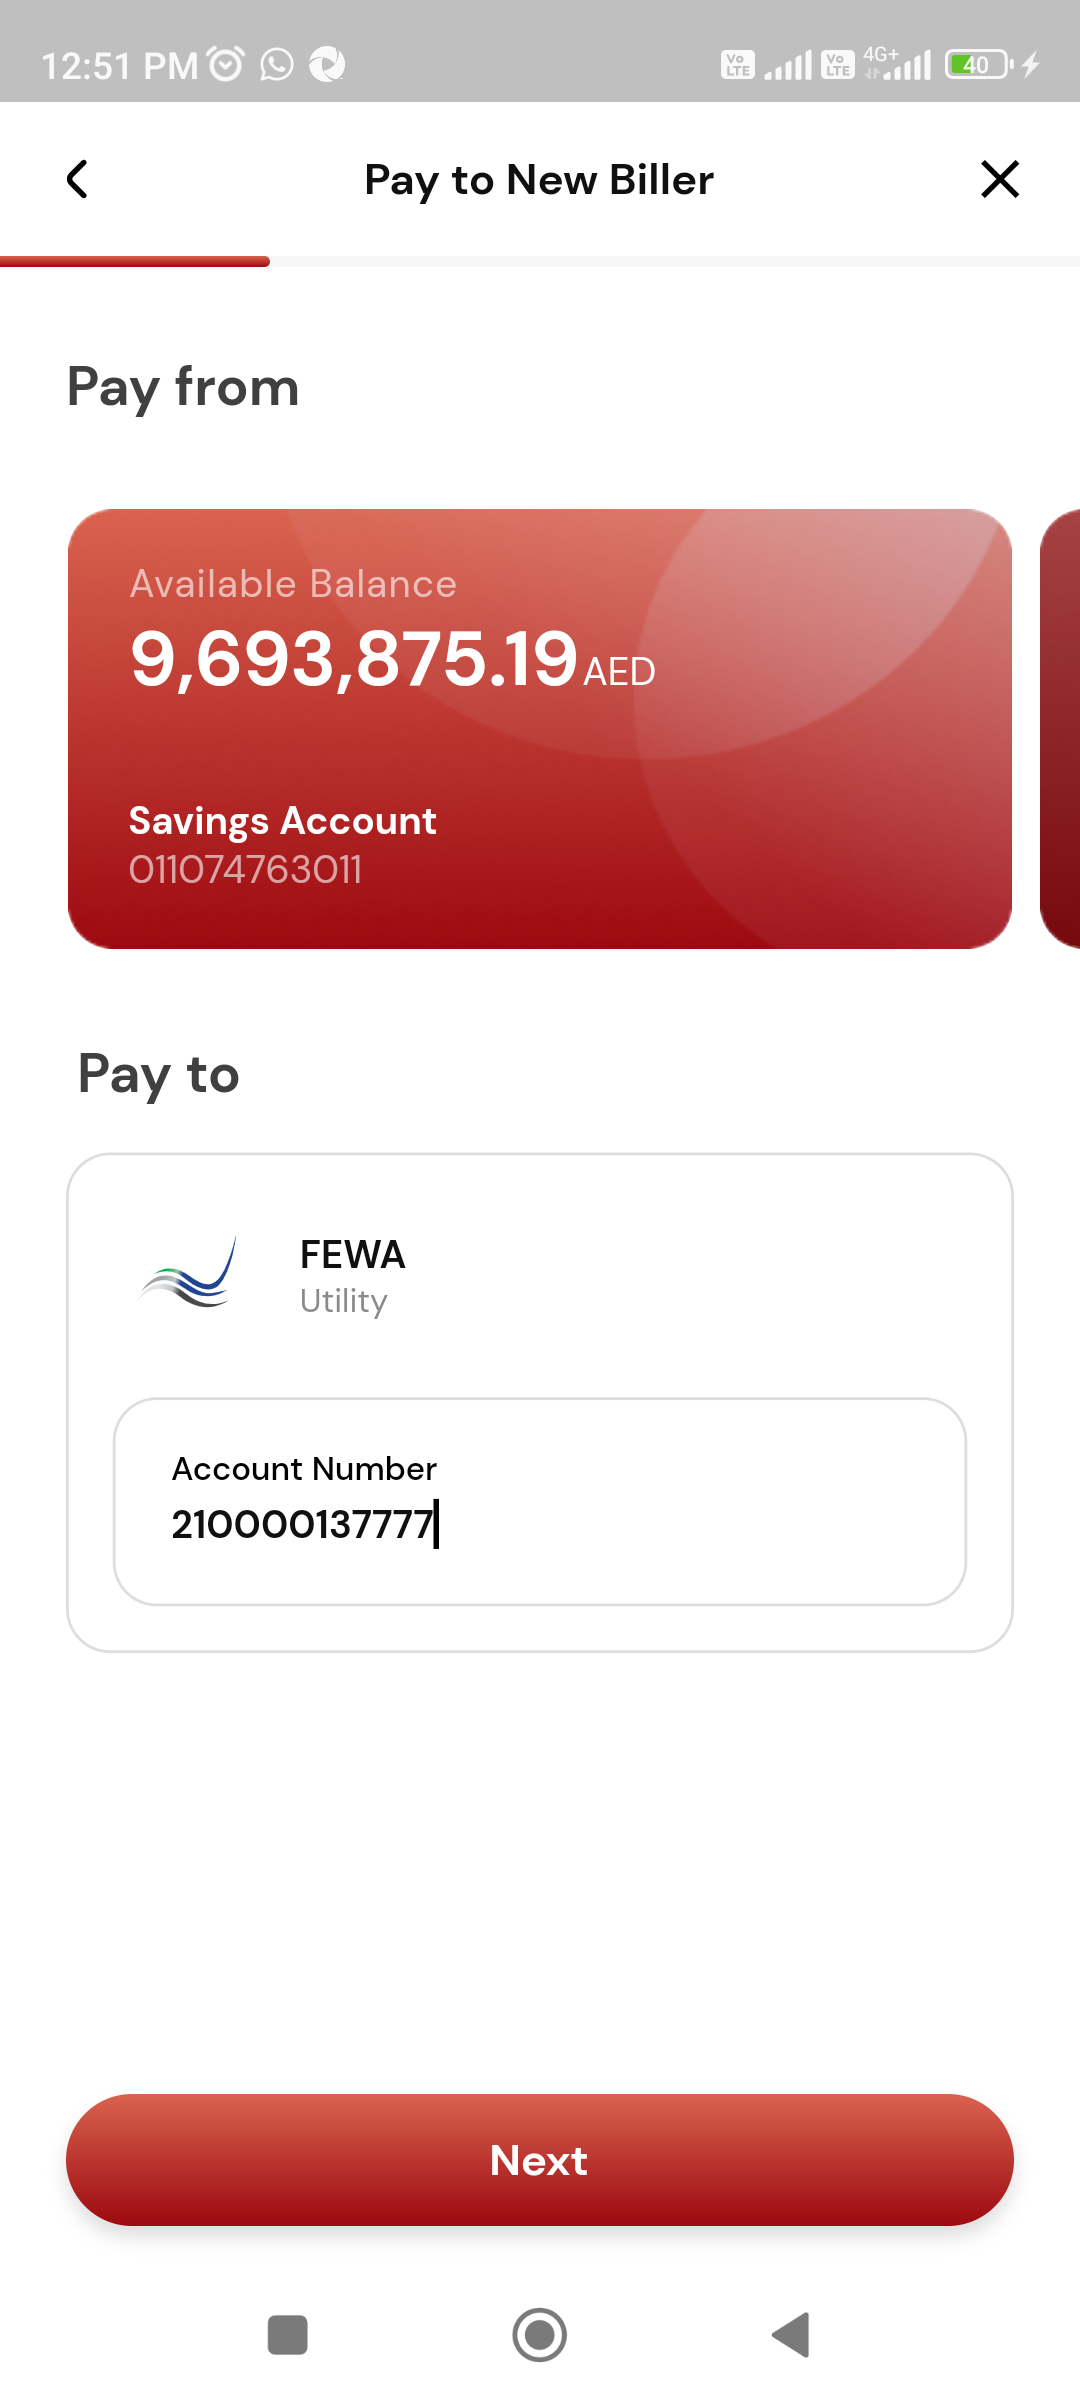 12:51 PM
Vo LTE
Vo LTE
4G+
40
Pay to New Biller
Pay from
Available Balance
9,693,875.19 AED
Savings Account
011074763011
Pay to
FEWA
Utility
Account Number
210000137777
Next